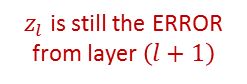 z_l is still the ERROR
from layer (l + 1)